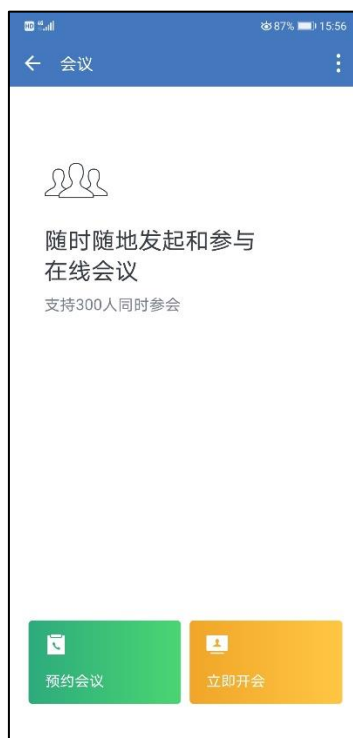 HD 87% 15:56
会议
随时随地发起和参与
在线会议
支持300人同时参会
预约会议
立即开会